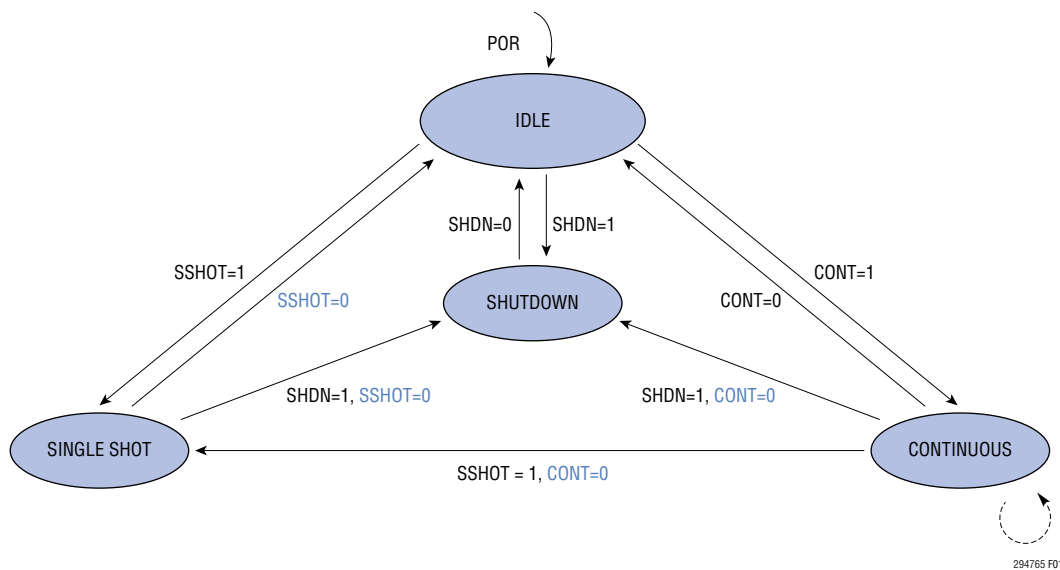 POR
IDLE
SHDN=0
SHDN=1
SSHOT=1
SSHOT=0
CONT=1
CONT=0
SHUTDOWN
SHDN=1, SSHOT=0
SHDN=1, CONT=0
SINGLE SHOT
CONTINUOUS
SSHOT = 1, CONT=0
294765